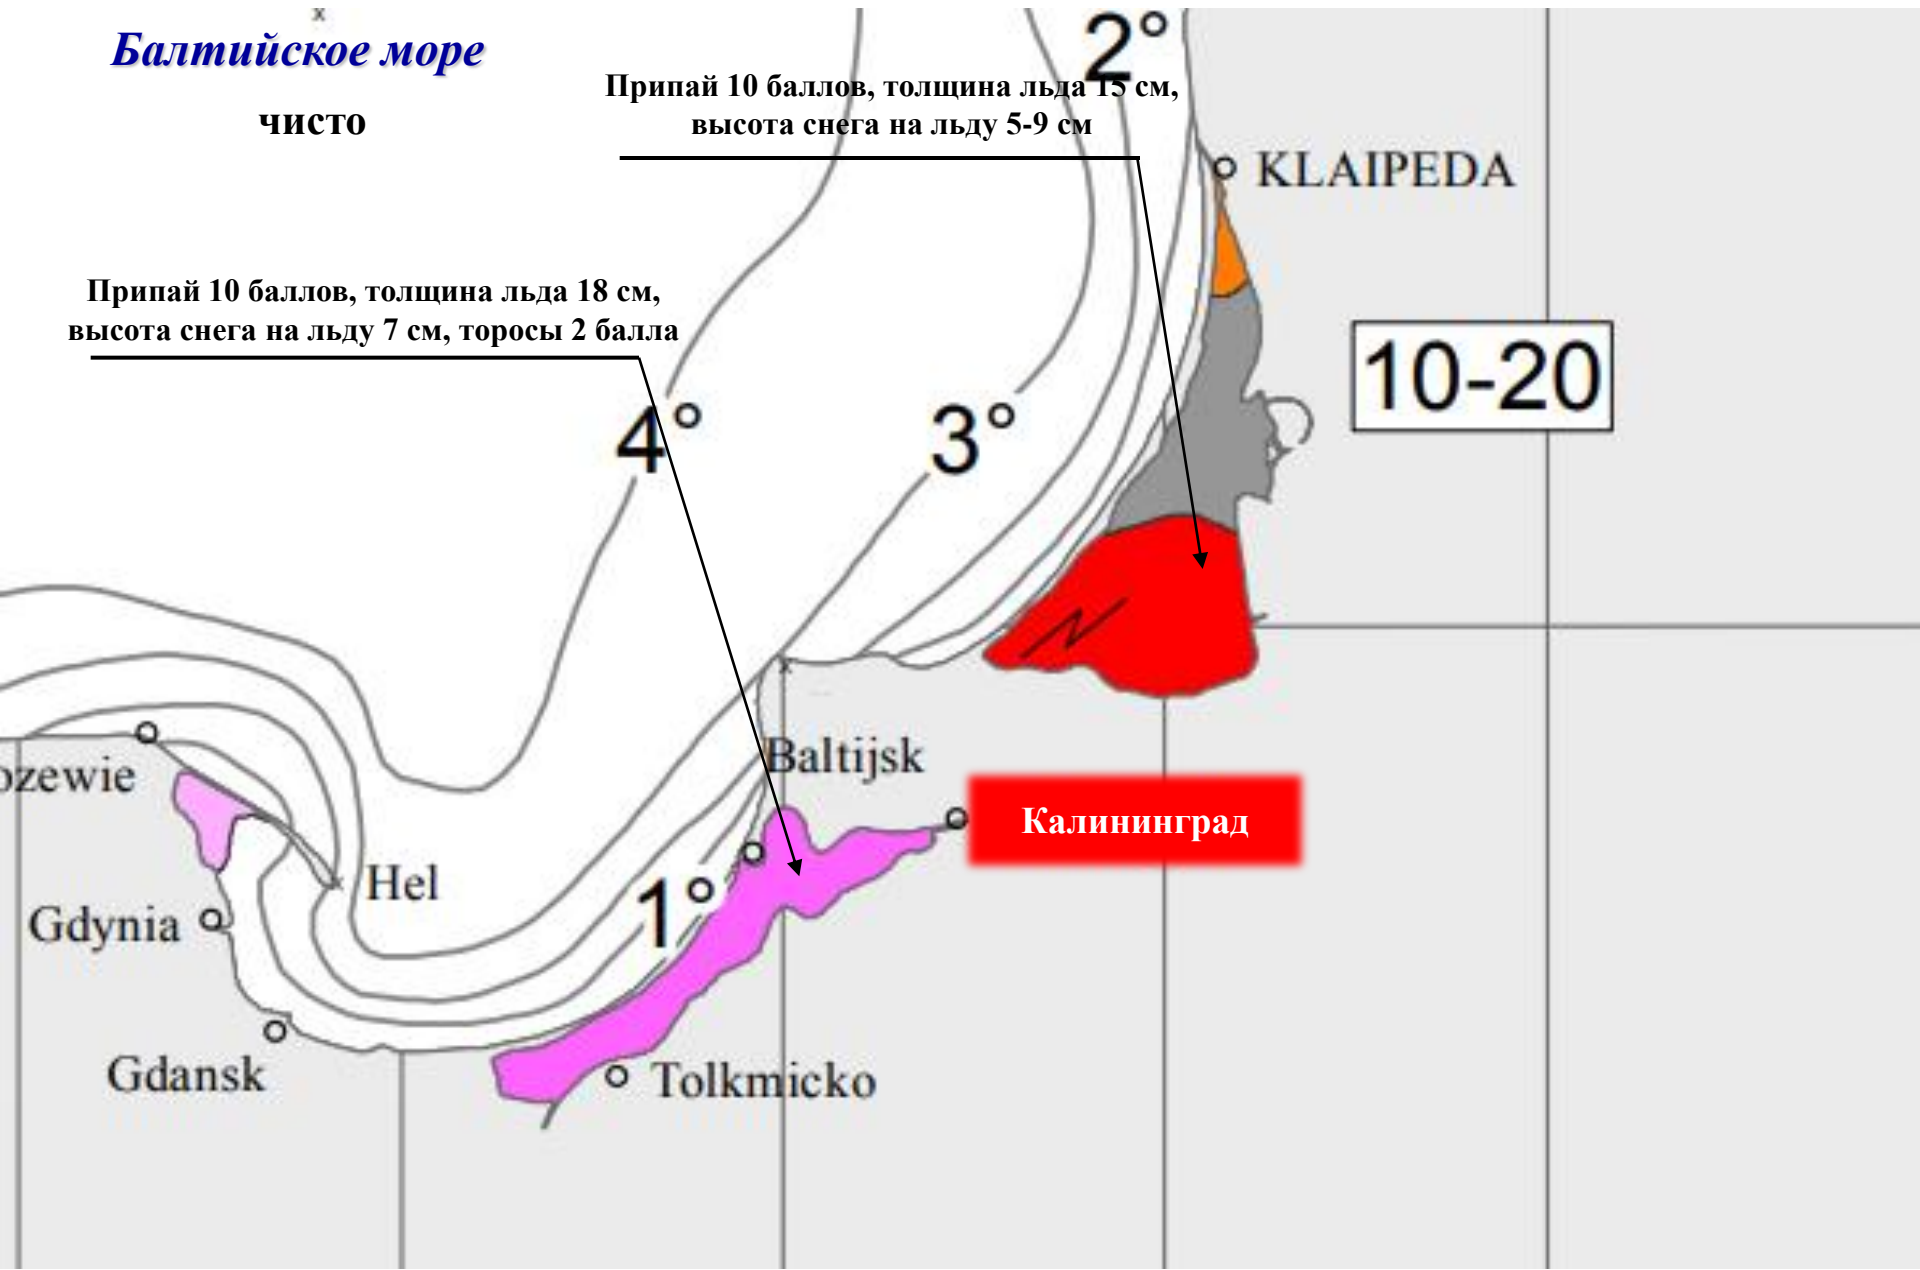 Балтийское море
чисто
2°
Припай 10 баллов, толщина льда 15 см,
высота снега на льду 5-9 см
KLAIPEDA
Припай 10 баллов, толщина льда 18 см,
высота снега на льду 7 см, торосы 2 балла
10-20
4°
3°
Baltijsk
ozewie
Калининград
Hel
1°
Gdynia
Gdansk
Tolkmicko